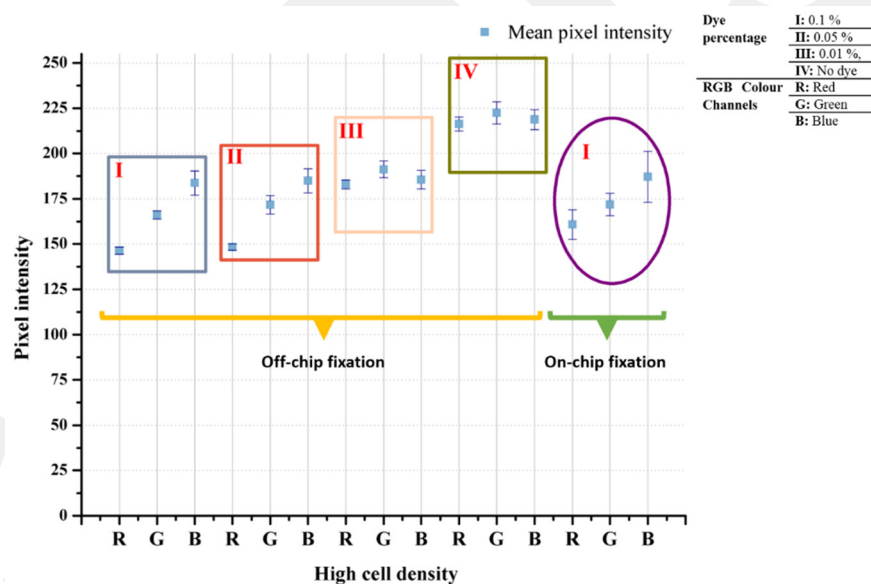 Mean pixel intensity
Dye percentage
I: 0.1 %
II: 0.05 %
III: 0.01 %,
IV: No dye
RGB Colour Channels
R: Red
G: Green
B: Blue
Pixel intensity
250
225
200
175
150
125
100
75
50
25
0
I
II
III
IV
I
Off-chip fixation
On-chip fixation
R G B R G B R G B R G B R G B
High cell density